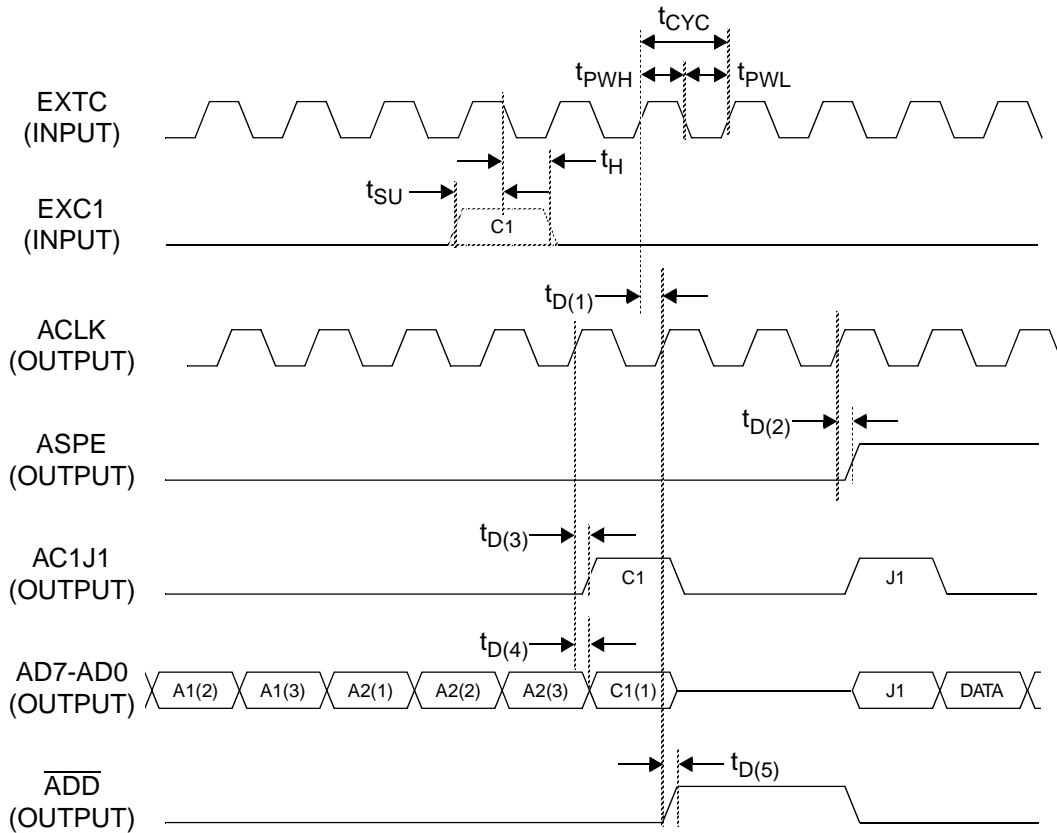 tCYC
tPWH
tPWL
EXTC
(INPUT)
tH
tSU
EXC1
(INPUT)
C1
tD(1)
ACLK
(OUTPUT)
tD(2)
ASPE
(OUTPUT)
tD(3)
AC1J1
(OUTPUT)
C1
J1
tD(4)
AD7-AD0
(OUTPUT)
A1(2) A1(3) A2(1) A2(2) A2(3) C1(1) J1 DATA
tD(5)
ADD
(OUTPUT)